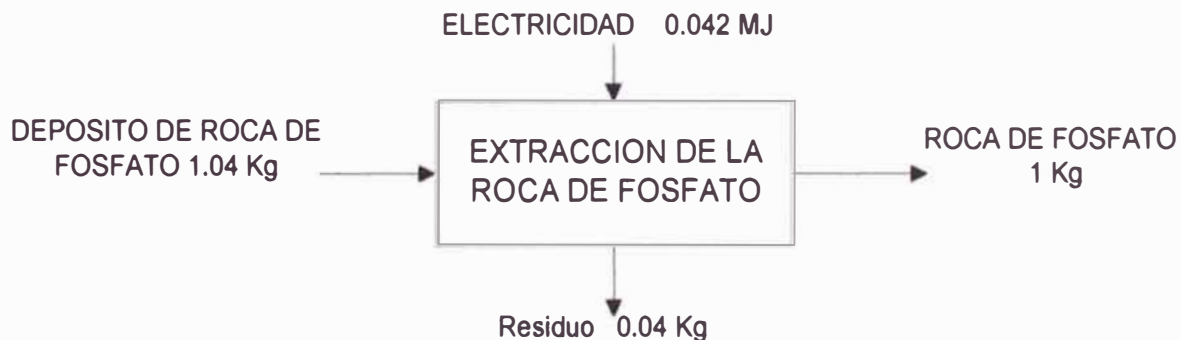 ELECTRICIDAD 0.042 MJ
DEPOSITO DE ROCA DE
FOSFATO 1.04 Kg
EXTRACCION DE LA
ROCA DE FOSFATO
ROCA DE FOSFATO
1 Kg
Residuo 0.04 Kg